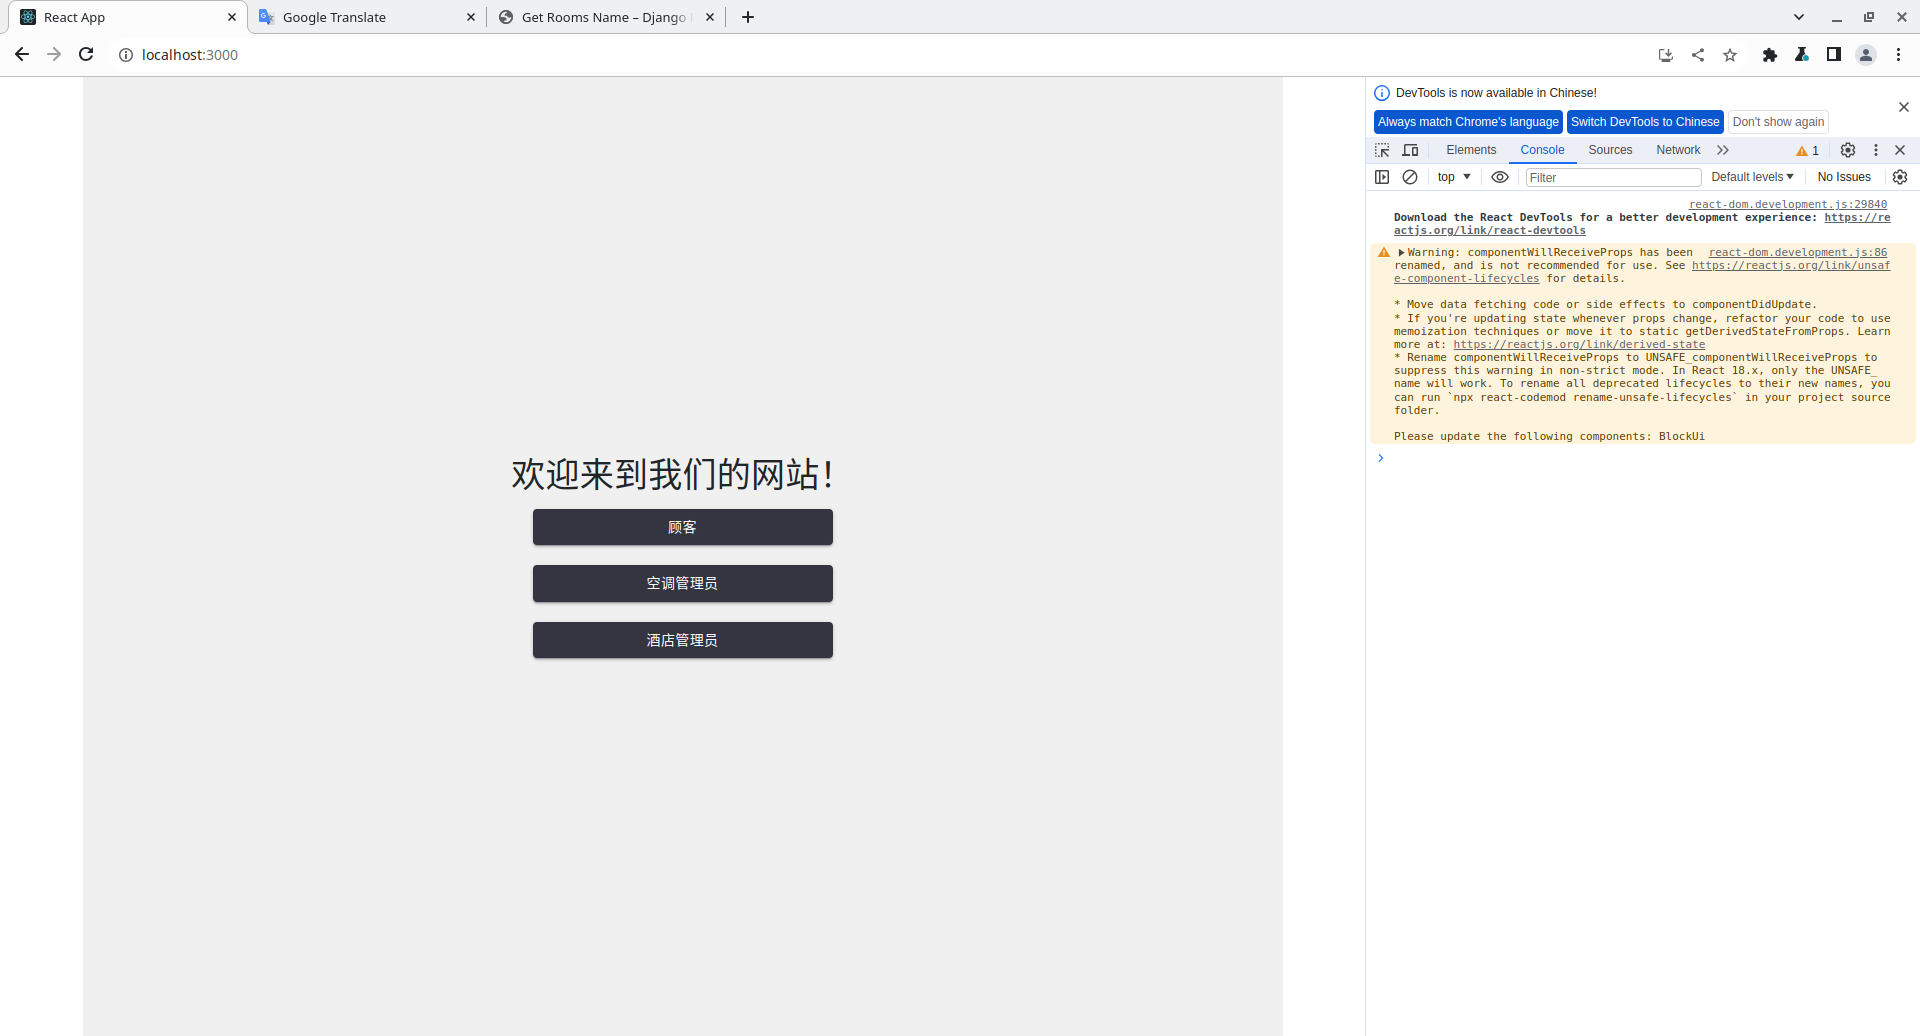 React App
Google Translate
Get Rooms Name – Django
localhost:3000
欢迎来到我们的网站!
顾客
空调管理员
酒店管理员
DevTools is now available in Chinese!
Always match Chrome's language Switch DevTools to Chinese Don't show again
Elements Console Sources Network 1
top Filter Default levels No Issues
react-dom.development.js:29840
Download the React DevTools for a better development experience: https://re
actjs.org/link/react-devtools
Warning: componentWillReceiveProps has been react-dom.development.js:86
renamed, and is not recommended for use. See https://reactjs.org/link/unsaf
e-component-lifecycles for details.
* Move data fetching code or side effects to componentDidUpdate.
* If you're updating state whenever props change, refactor your code to use
memoization techniques or move it to static getDerivedStateFromProps. Learn
more at: https://reactjs.org/link/derived-state
* Rename componentWillReceiveProps to UNSAFE_componentWillReceiveProps to
suppress this warning in non-strict mode. In React 18.x, only the UNSAFE_
name will work. To rename all deprecated lifecycles to their new names, you
can run `npx react-codemod rename-unsafe-lifecycles` in your project source
folder.
Please update the following components: BlockUi